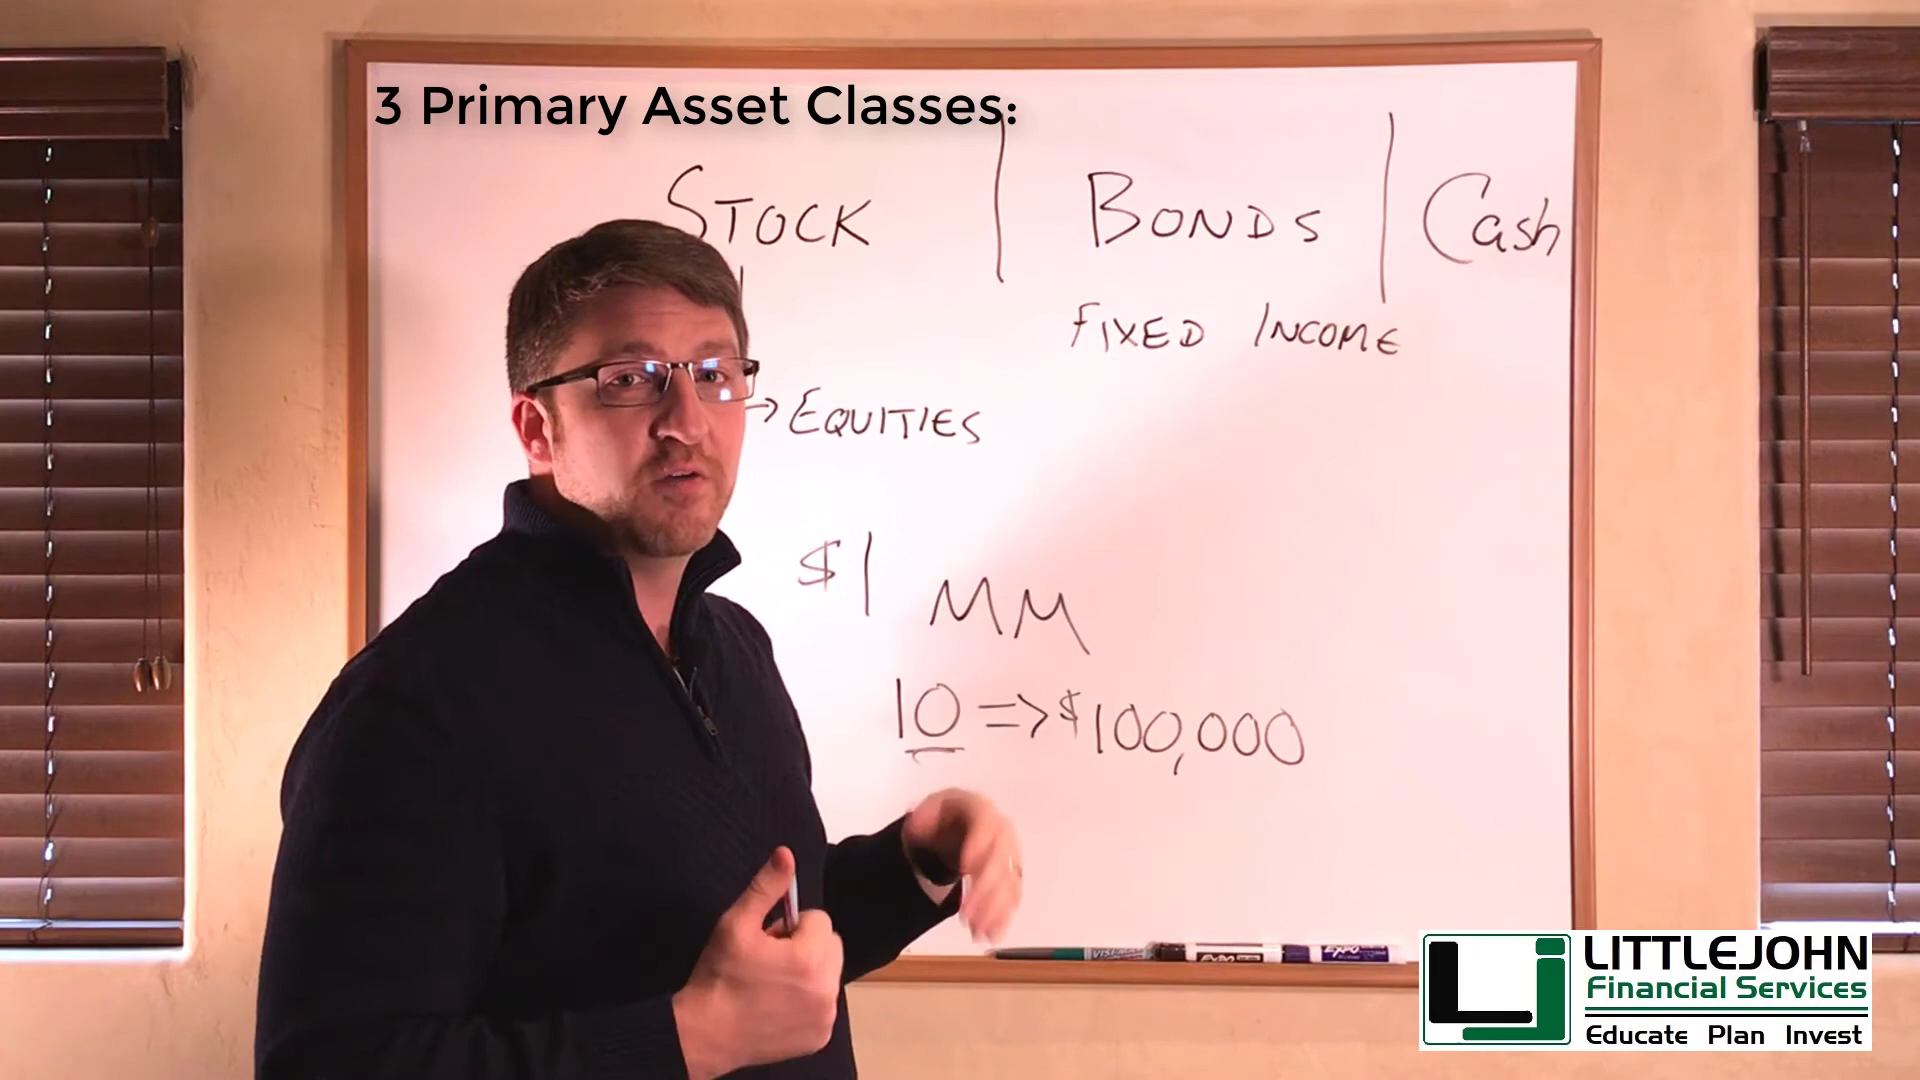 3 Primary Asset Classes:
STOCK | BONDS | Cash
FIXED INCOME
→ EQUITIES
$1 MM
10 => $100,000
EXPO
LITTLEJOHN
Financial Services
Educate Plan Invest